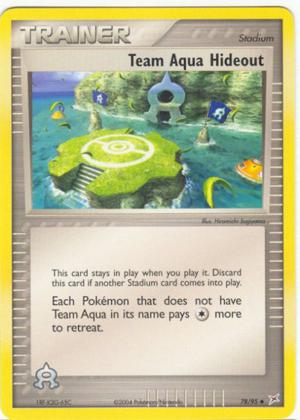 TRAINER
Stadium
Team Aqua Hideout
Illus. Hiromichi Sugiyama
This card stays in play when you play it. Discard
this card if another Stadium card comes into play.
Each Pokémon that does not have
Team Aqua in its name pays more
to retreat.
©2004 Pokémon/Nintendo
78/95